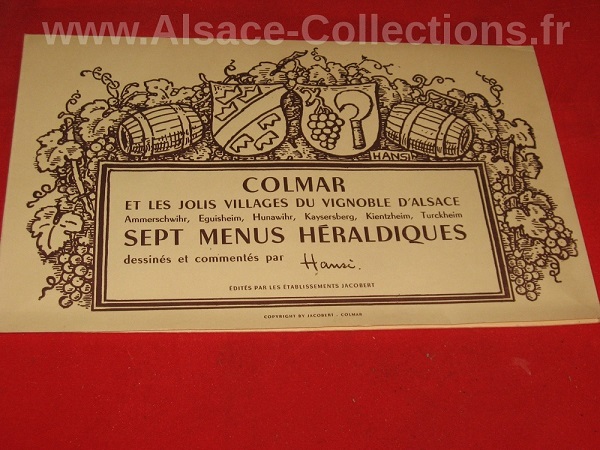 www.Alsace-Collections.fr
HANSI
COLMAR
ET LES JOLIS VILLAGES DU VIGNOBLE D'ALSACE
Ammerschwihr, Eguisheim, Hunawihr, Kaysersberg, Kientzheim, Turckheim
SEPT MENUS HÉRALDIQUES
dessinés et commentés par Hansi.
ÉDITÉS PAR LES ÉTABLISSEMENTS JACOBERT
COPYRIGHT BY JACOBERT - COLMAR